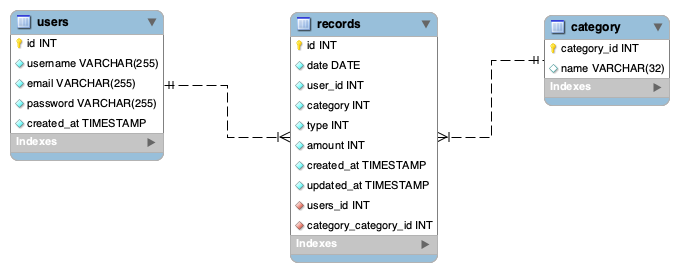 users
id INT
username VARCHAR(255)
email VARCHAR(255)
password VARCHAR(255)
created_at TIMESTAMP
Indexes
records
id INT
date DATE
user_id INT
category INT
type INT
amount INT
created_at TIMESTAMP
updated_at TIMESTAMP
users_id INT
category_category_id INT
Indexes
category
category_id INT
name VARCHAR(32)
Indexes